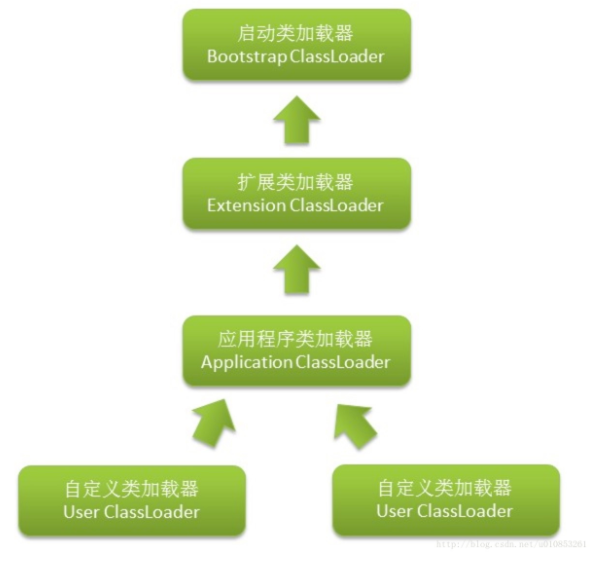 启动类加载器
Bootstrap ClassLoader
扩展类加载器
Extension ClassLoader
应用程序类加载器
Application ClassLoader
自定义类加载器
User ClassLoader
自定义类加载器
User ClassLoader